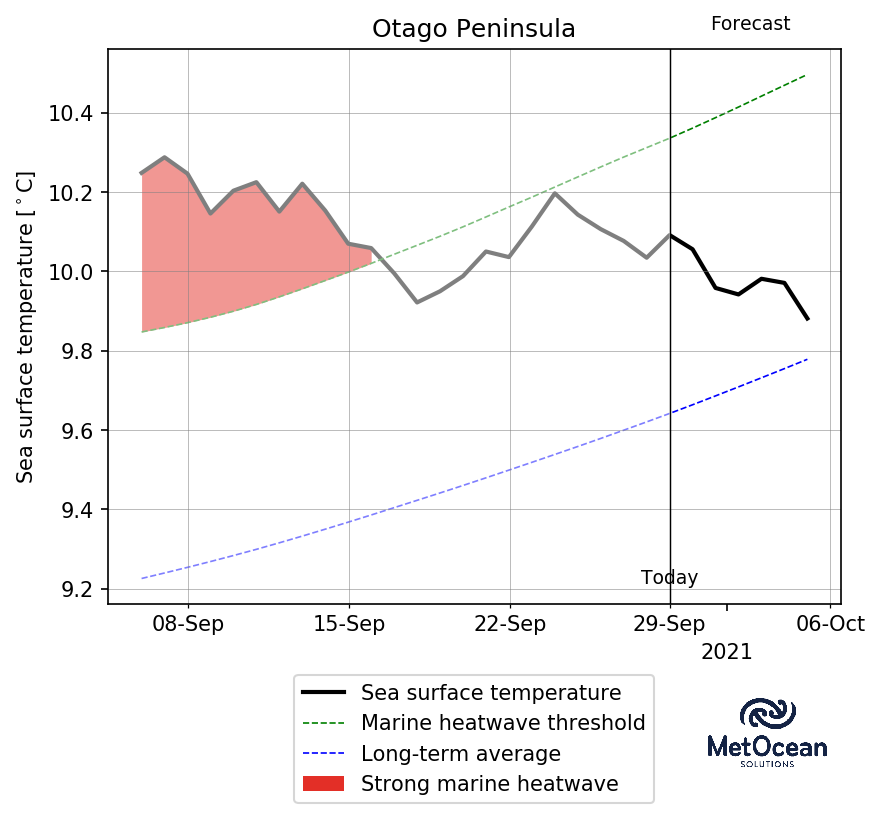 Otago Peninsula
Forecast
Sea surface temperature [°C]
10.4
10.2
10.0
9.8
9.6
9.4
9.2
Today
08-Sep 15-Sep 22-Sep 29-Sep 06-Oct
2021
Sea surface temperature
Marine heatwave threshold
Long-term average
Strong marine heatwave
MetOcean
SOLUTIONS